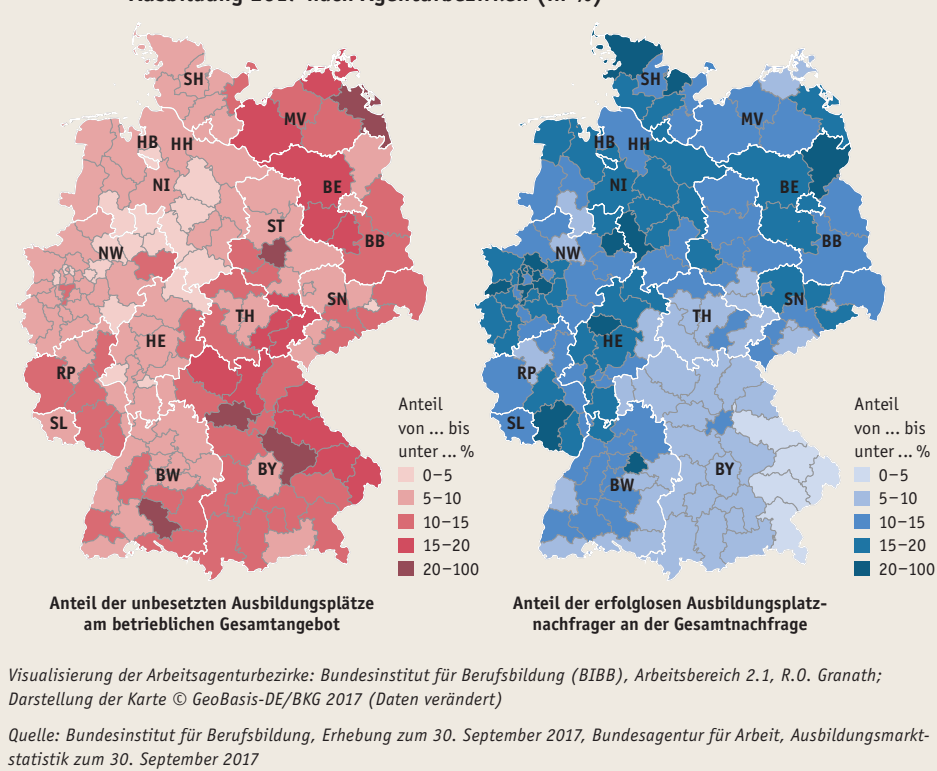 Ausbildung 2017 nach Agenturbezirken (in %)
SH
MV
HB HH
NI
BE
ST
BB
NW
SN
TH
HE
RP
SL
BW
BY
Anteil
von ... bis
unter ... %
0–5
5–10
10–15
15–20
20–100
Anteil der unbesetzten Ausbildungsplätze
am betrieblichen Gesamtangebot
SH
MV
HB HH
NI
BE
BB
NW
SN
TH
HE
RP
SL
BW
BY
Anteil
von ... bis
unter ... %
0–5
5–10
10–15
15–20
20–100
Anteil der erfolglosen Ausbildungsplatz-
nachfrager an der Gesamtnachfrage
Visualisierung der Arbeitsagenturbezirke: Bundesinstitut für Berufsbildung (BIBB), Arbeitsbereich 2.1, R.O. Granath;
Darstellung der Karte © GeoBasis-DE/BKG 2017 (Daten verändert)
Quelle: Bundesinstitut für Berufsbildung, Erhebung zum 30. September 2017, Bundesagentur für Arbeit, Ausbildungsmarkt-
statistik zum 30. September 2017